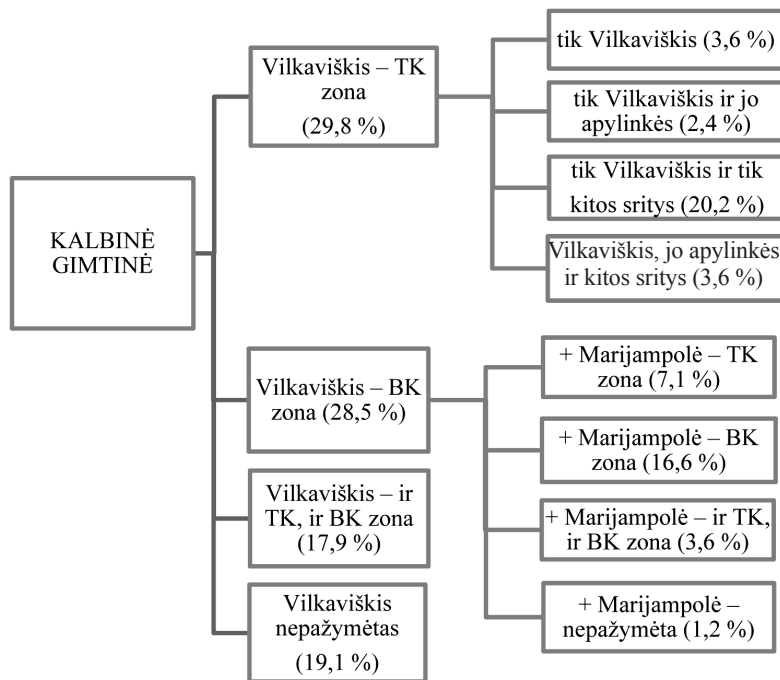 KALBINĖ
GIMTINĖ
Vilkaviškis – TK
zona
(29,8 %)
tik Vilkaviškis (3,6 %)
tik Vilkaviškis ir jo
apylinkės (2,4 %)
tik Vilkaviškis ir tik
kitos sritys (20,2 %)
Vilkaviškis, jo apylinkės
ir kitos sritys (3,6 %)
Vilkaviškis – BK
zona (28,5 %)
+ Marijampolė – TK
zona (7,1 %)
+ Marijampolė – BK
zona (16,6 %)
+ Marijampolė – ir TK,
ir BK zona (3,6 %)
+ Marijampolė –
nepažymėta (1,2 %)
Vilkaviškis – ir
TK, ir BK zona
(17,9 %)
Vilkaviškis
nepažymėtas
(19,1 %)